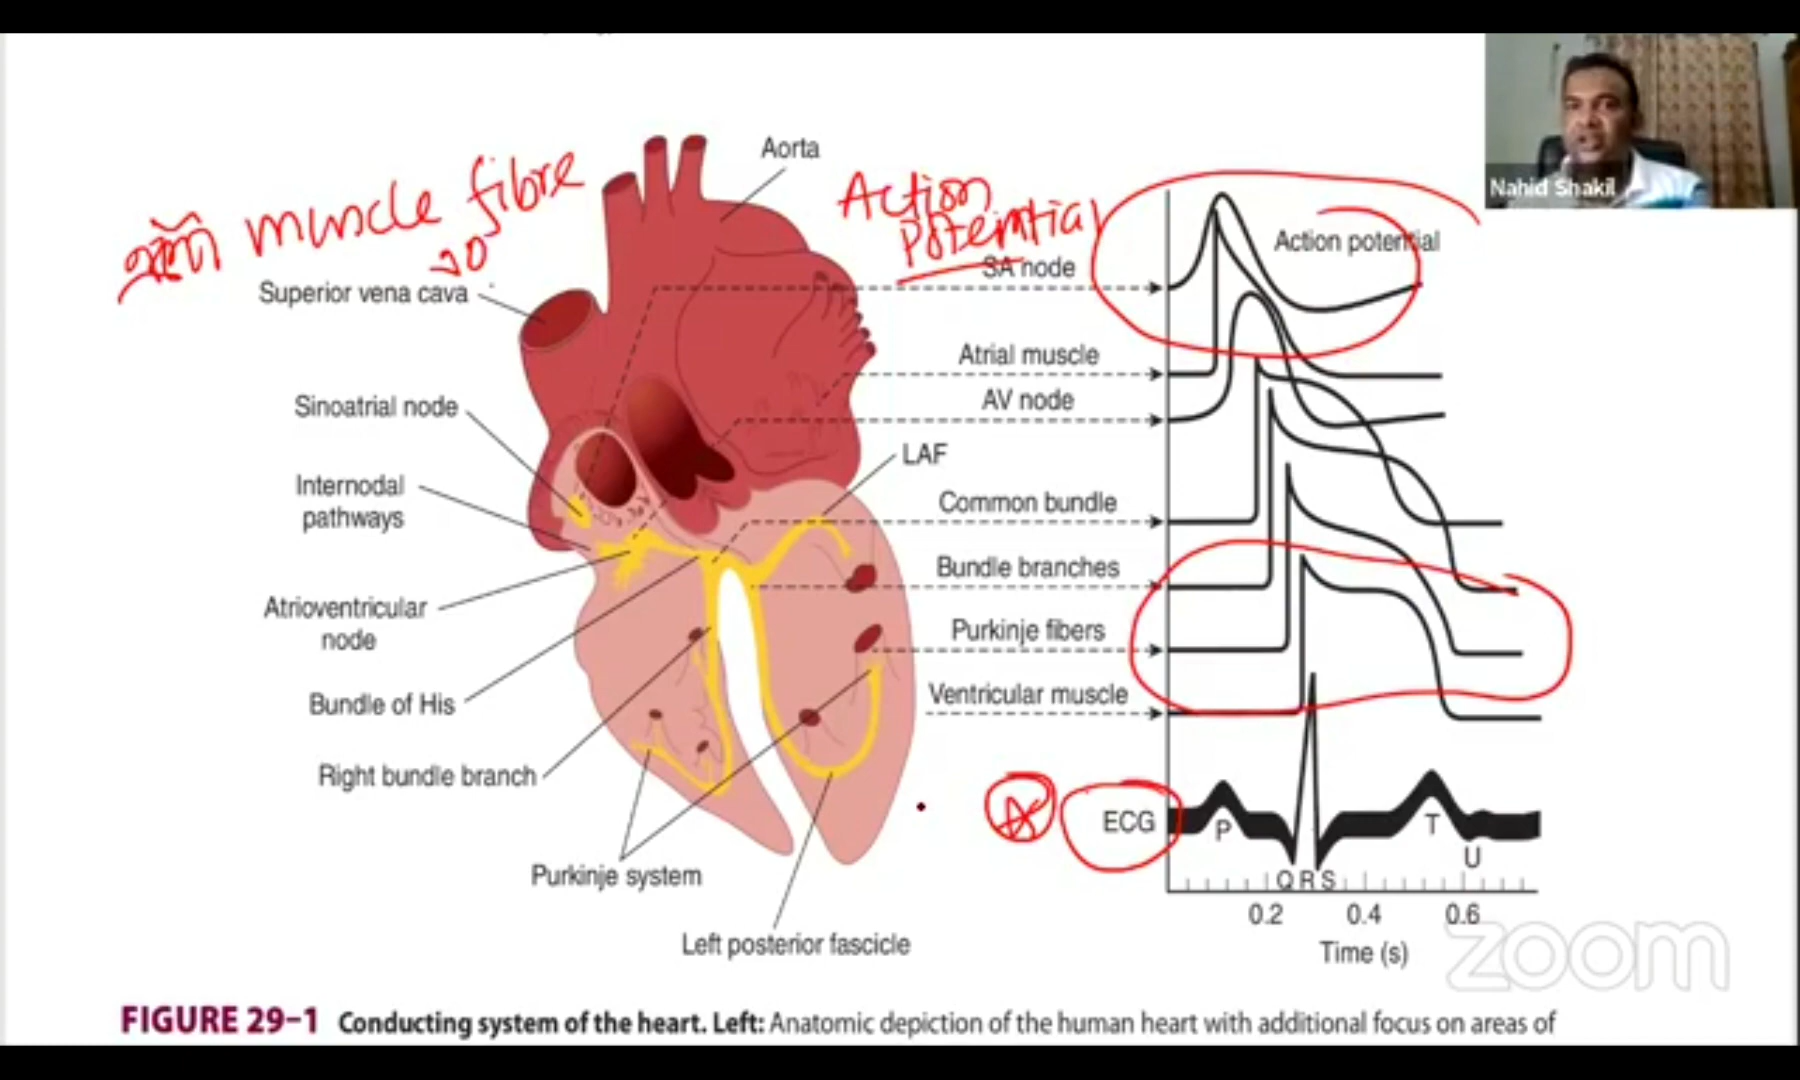 Nahid Shakil
Aorta
muscle fibre
Action
Potential
Action potential
SA node
Superior vena cava
Atrial muscle
AV node
Sinoatrial node
LAF
Internodal
pathways
Common bundle
Bundle branches
Atrioventricular
node
Purkinje fibers
Ventricular muscle
Bundle of His
Right bundle branch
ECG
P
T
U
Q R S
Purkinje system
0.2 0.4 0.6
Left posterior fascicle
Time (s)
zoom
FIGURE 29–1 Conducting system of the heart. Left: Anatomic depiction of the human heart with additional focus on areas of